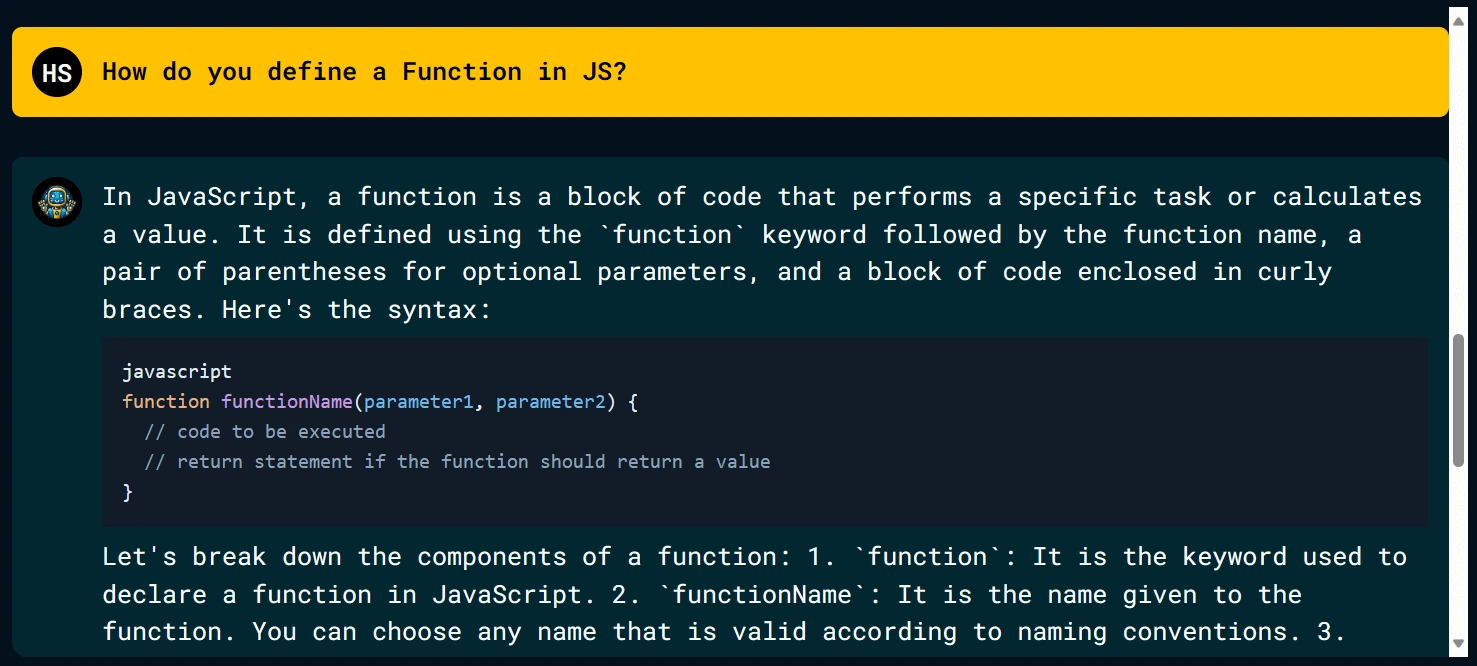 HS How do you define a Function in JS?
In JavaScript, a function is a block of code that performs a specific task or calculates
a value. It is defined using the `function` keyword followed by the function name, a
pair of parentheses for optional parameters, and a block of code enclosed in curly
braces. Here's the syntax:
javascript
function functionName(parameter1, parameter2) {
  // code to be executed
  // return statement if the function should return a value
}
Let's break down the components of a function: 1. `function`: It is the keyword used to
declare a function in JavaScript. 2. `functionName`: It is the name given to the
function. You can choose any name that is valid according to naming conventions. 3.